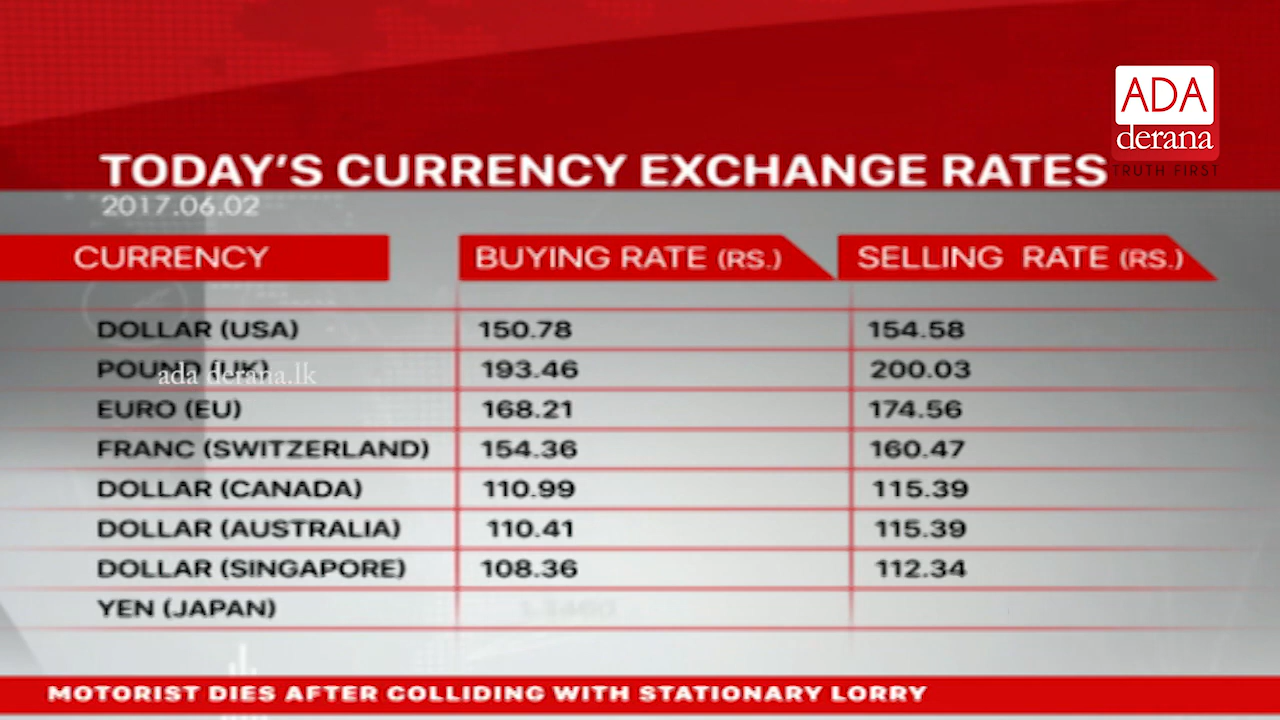 ADA
derana
TRUTH FIRST
TODAY'S CURRENCY EXCHANGE RATES
2017.06.02
CURRENCY BUYING RATE (RS.) SELLING RATE (RS.)
DOLLAR (USA) 150.78 154.58
POUND (UK) 193.46 200.03
ada derana.lk
EURO (EU) 168.21 174.56
FRANC (SWITZERLAND) 154.36 160.47
DOLLAR (CANADA) 110.99 115.39
DOLLAR (AUSTRALIA) 110.41 115.39
DOLLAR (SINGAPORE) 108.36 112.34
YEN (JAPAN)
MOTORIST DIES AFTER COLLIDING WITH STATIONARY LORRY